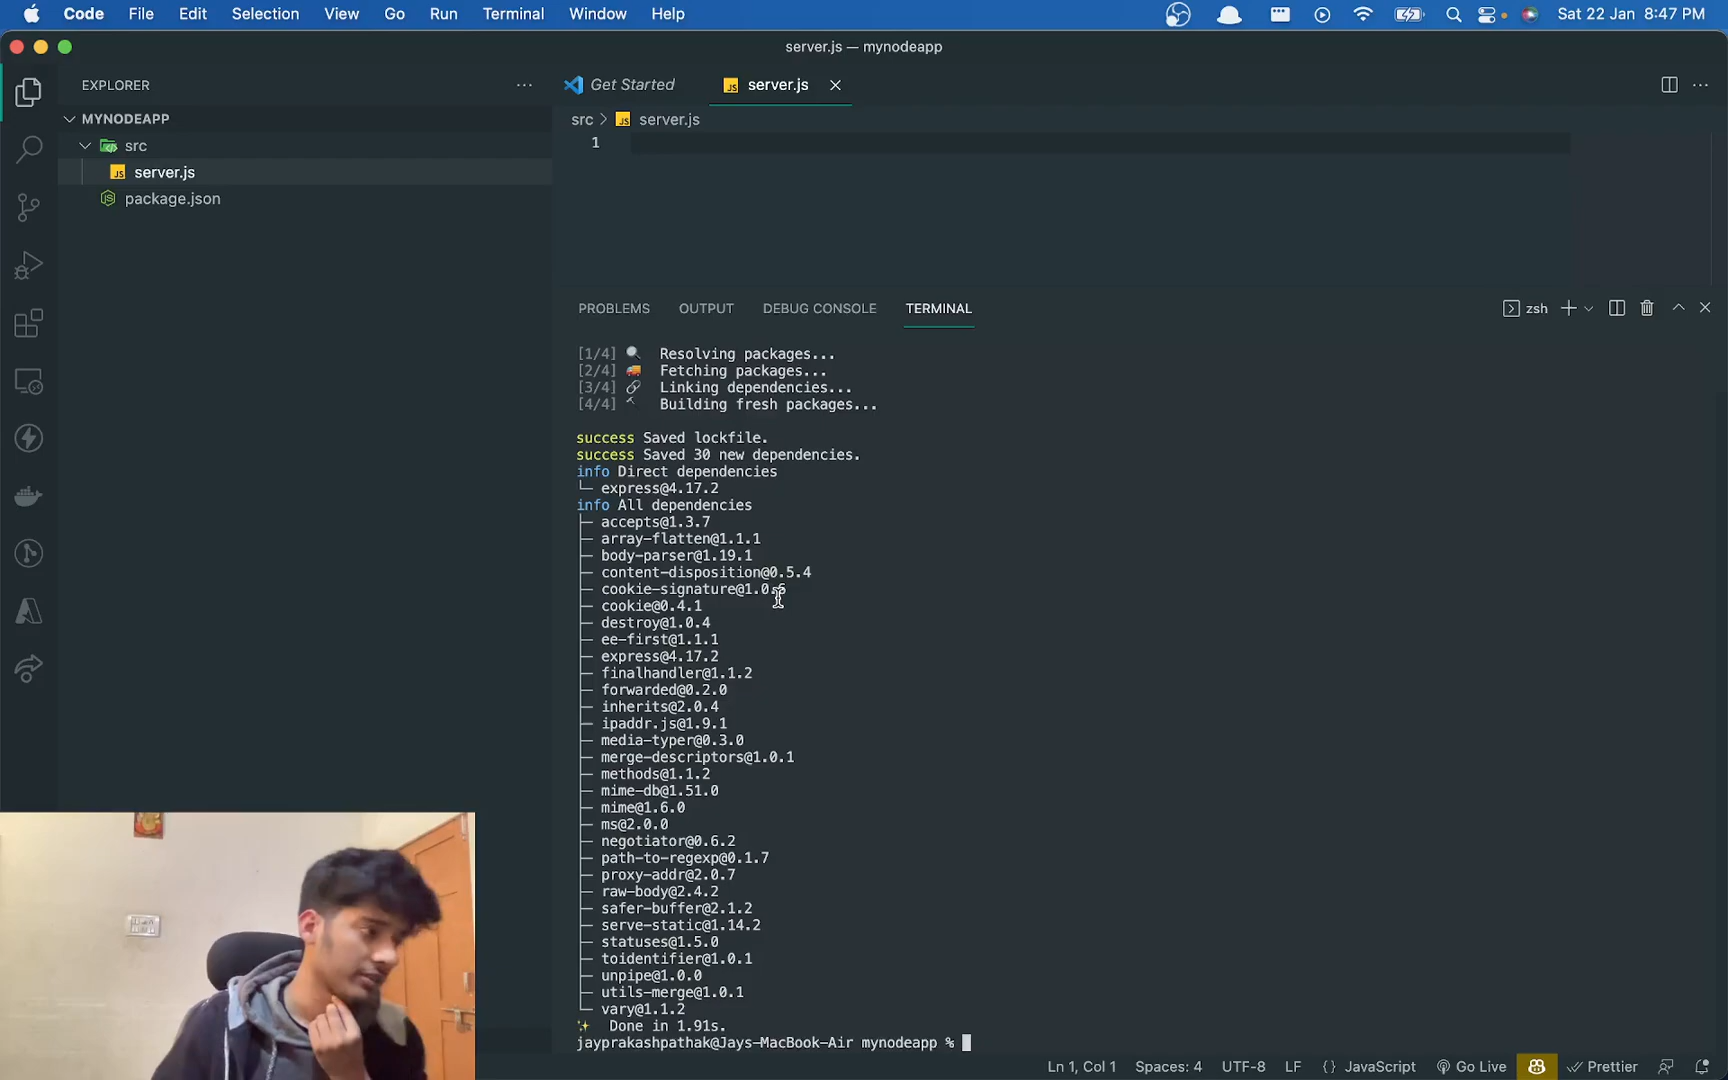 Code File Edit Selection View Go Run Terminal Window Help Sat 22 Jan 8:47 PM
server.js — mynodeapp
EXPLORER
Get Started server.js
MYNODEAPP
src
server.js
package.json
src > server.js
1
PROBLEMS OUTPUT DEBUG CONSOLE TERMINAL zsh
[1/4] Resolving packages...
[2/4] Fetching packages...
[3/4] Linking dependencies...
[4/4] Building fresh packages...
success Saved lockfile.
success Saved 30 new dependencies.
info Direct dependencies
└─ express@4.17.2
info All dependencies
├─ accepts@1.3.7
├─ array-flatten@1.1.1
├─ body-parser@1.19.1
├─ content-disposition@0.5.4
├─ cookie-signature@1.0.6
├─ cookie@0.4.1
├─ destroy@1.0.4
├─ ee-first@1.1.1
├─ express@4.17.2
├─ finalhandler@1.1.2
├─ forwarded@0.2.0
├─ inherits@2.0.4
├─ ipaddr.js@1.9.1
├─ media-typer@0.3.0
├─ merge-descriptors@1.0.1
├─ methods@1.1.2
├─ mime-db@1.51.0
├─ mime@1.6.0
├─ ms@2.0.0
├─ negotiator@0.6.2
├─ path-to-regexp@0.1.7
├─ proxy-addr@2.0.7
├─ raw-body@2.4.2
├─ safer-buffer@2.1.2
├─ serve-static@1.14.2
├─ statuses@1.5.0
├─ toidentifier@1.0.1
├─ unpipe@1.0.0
├─ utils-merge@1.0.1
└─ vary@1.1.2
Done in 1.91s.
jayprakashpathak@Jays-MacBook-Air mynodeapp %
Ln 1, Col 1 Spaces: 4 UTF-8 LF {} JavaScript Go Live Prettier